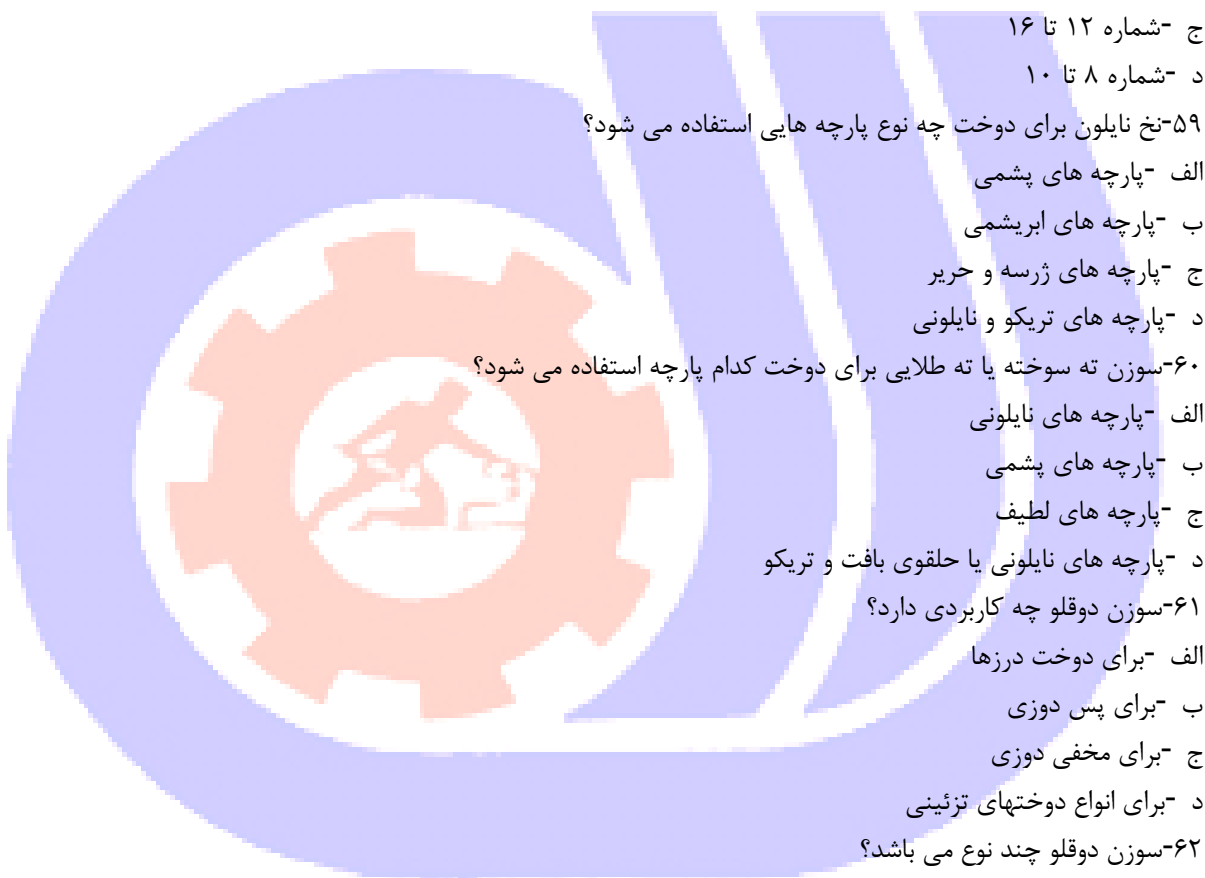 ج -شماره ۱۲ تا ۱۶
د -شماره ۸ تا ۱۰
۵۹-نخ نایلون برای دوخت چه نوع پارچه هایی استفاده می شود؟
الف -پارچه های پشمی
ب -پارچه های ابریشمی
ج -پارچه های ژرسه و حریر
د -پارچه های تریکو و نایلونی
۶۰-سوزن ته سوخته یا ته طلایی برای دوخت کدام پارچه استفاده می شود؟
الف -پارچه های نایلونی
ب -پارچه های پشمی
ج -پارچه های لطیف
د -پارچه های نایلونی یا حلقوی بافت و تریکو
۶۱-سوزن دوقلو چه کاربردی دارد؟
الف -برای دوخت درزها
ب -برای پس دوزی
ج -برای مخفی دوزی
د -برای انواع دوختهای تزئینی
۶۲-سوزن دوقلو چند نوع می باشد؟